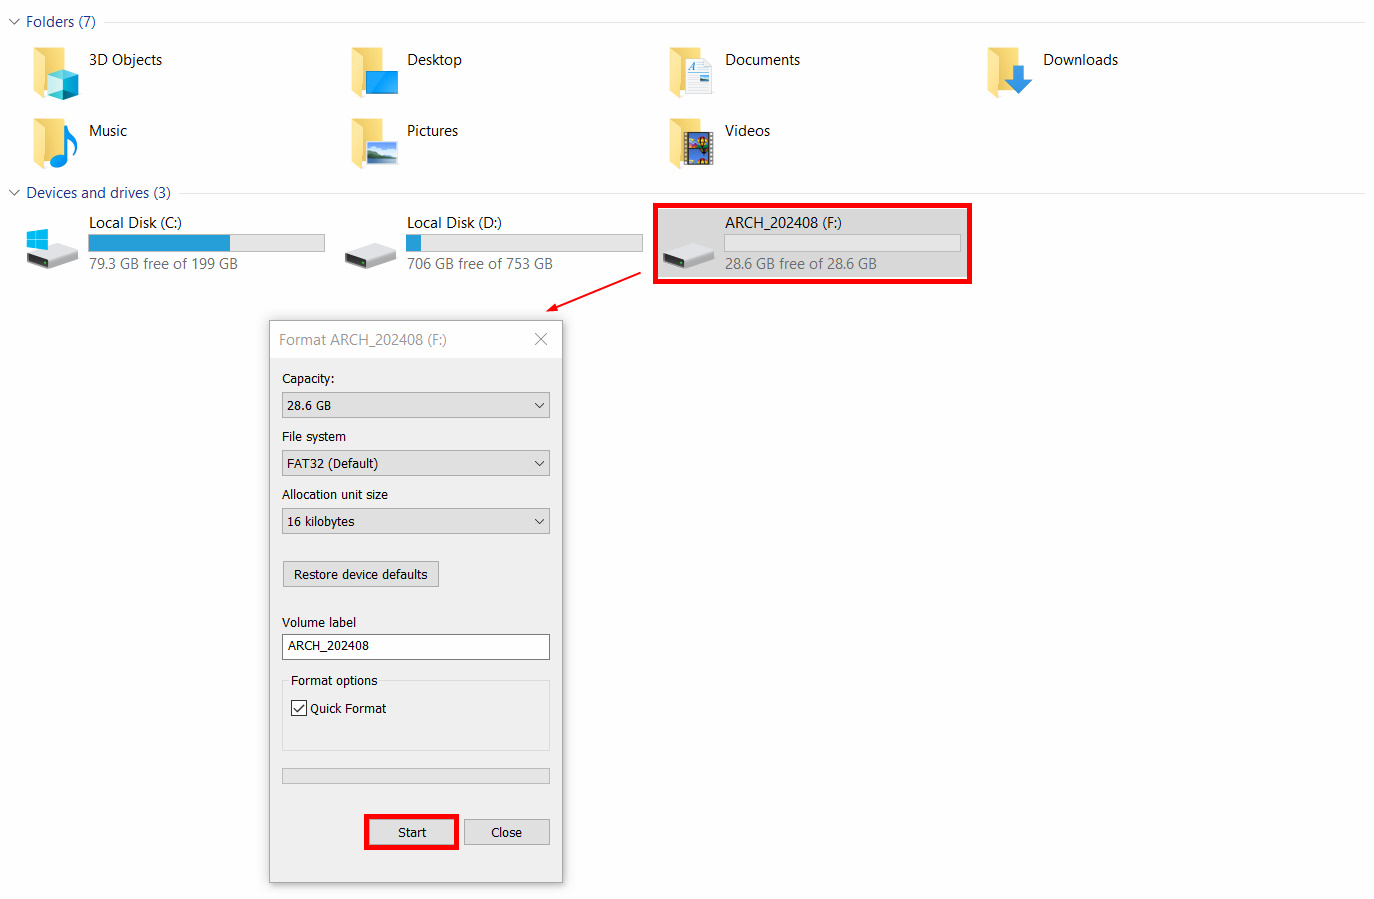 Folders (7)
3D Objects
Desktop
Documents
Downloads
Music
Pictures
Videos
Devices and drives (3)
Local Disk (C:)
79.3 GB free of 199 GB
Local Disk (D:)
706 GB free of 753 GB
ARCH_202408 (F:)
28.6 GB free of 28.6 GB
Format ARCH_202408 (F:)
Capacity:
28.6 GB
File system
FAT32 (Default)
Allocation unit size
16 kilobytes
Restore device defaults
Volume label
ARCH_202408
Format options
Quick Format
Start
Close